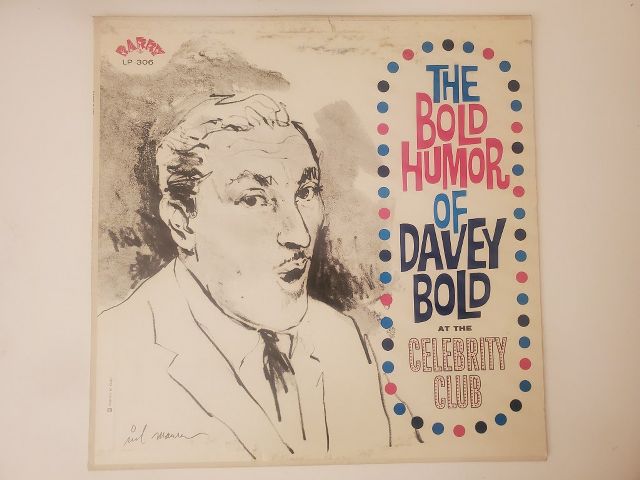 BARRY
LP 306
THE
BOLD
HUMOR
OF
DAVEY
BOLD
AT THE
CELEBRITY
CLUB